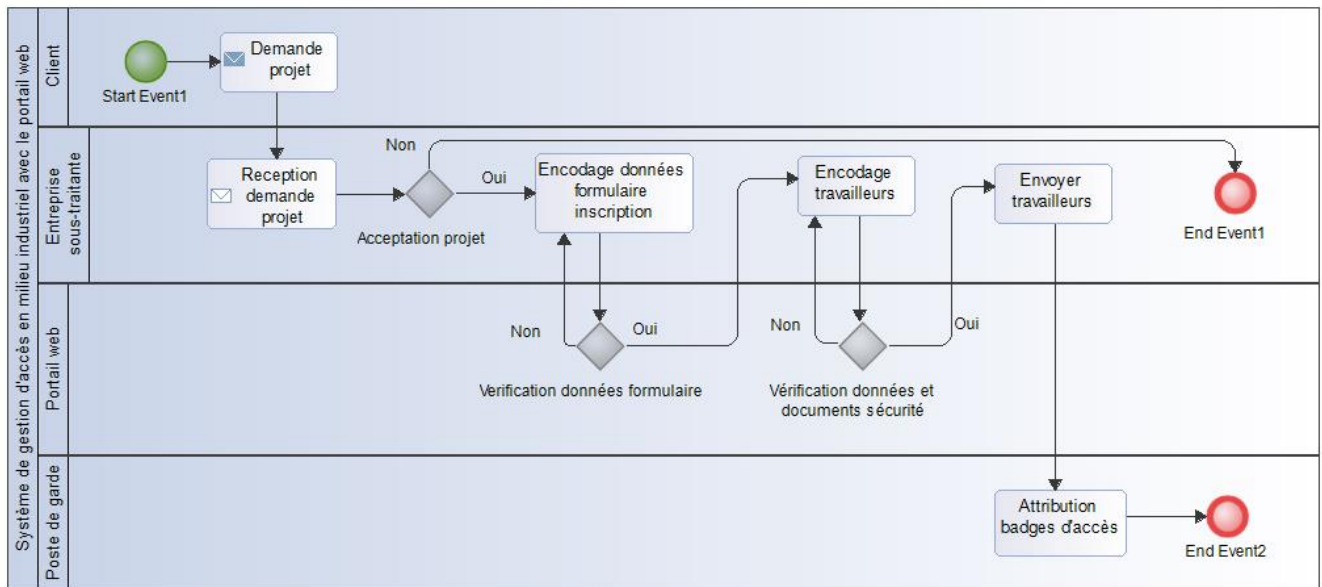 Système de gestion d'accès en milieu industriel avec le portail web
Client
Start Event1
Demande
projet
Entreprise
sous-traitante
Reception
demande
projet
Non
Oui
Acceptation projet
Encodage données
formulaire
inscription
Encodage
travailleurs
Envoyer
travailleurs
End Event1
Portail web
Non
Oui
Verification données formulaire
Non
Oui
Vérification données et
documents sécurité
Poste de garde
Attribution
badges d'accès
End Event2